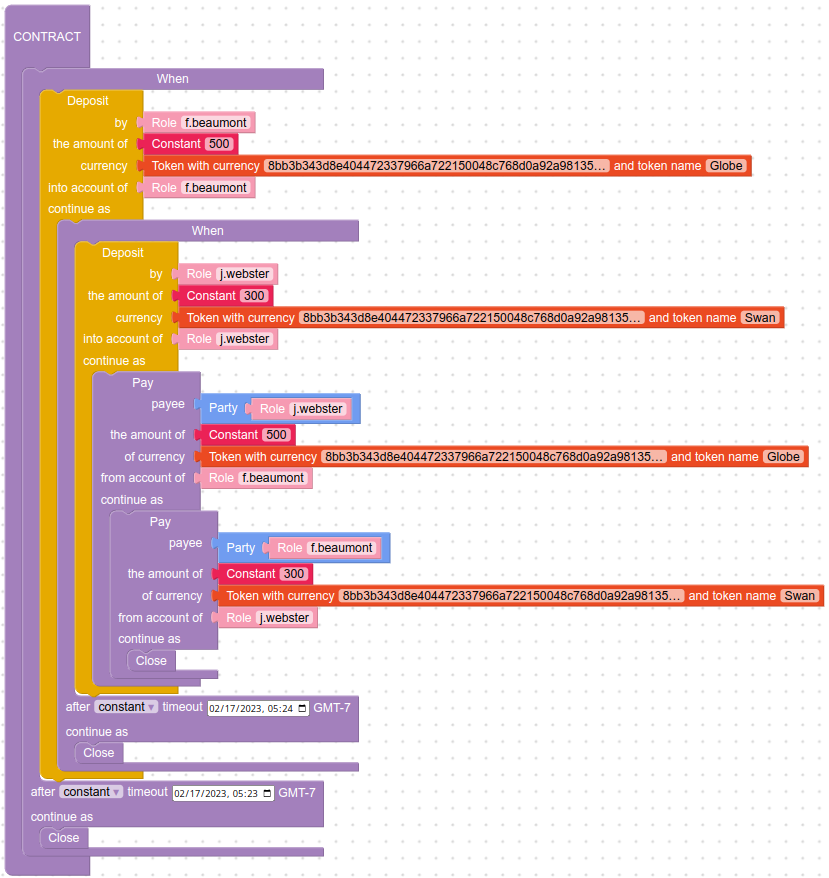 CONTRACT
When
Deposit
by Role f.beaumont
the amount of Constant 500
currency Token with currency 8bb3b343d8e404472337966a722150048c768d0a92a98135... and token name Globe
into account of Role f.beaumont
continue as
When
Deposit
by Role j.webster
the amount of Constant 300
currency Token with currency 8bb3b343d8e404472337966a722150048c768d0a92a98135... and token name Swan
into account of Role j.webster
continue as
Pay
payee Party Role j.webster
the amount of Constant 500
of currency Token with currency 8bb3b343d8e404472337966a722150048c768d0a92a98135... and token name Globe
from account of Role f.beaumont
continue as
Pay
payee Party Role f.beaumont
the amount of Constant 300
of currency Token with currency 8bb3b343d8e404472337966a722150048c768d0a92a98135... and token name Swan
from account of Role j.webster
continue as
Close
after constant timeout 02/17/2023, 05:24 GMT-7
continue as
Close
after constant timeout 02/17/2023, 05:23 GMT-7
continue as
Close